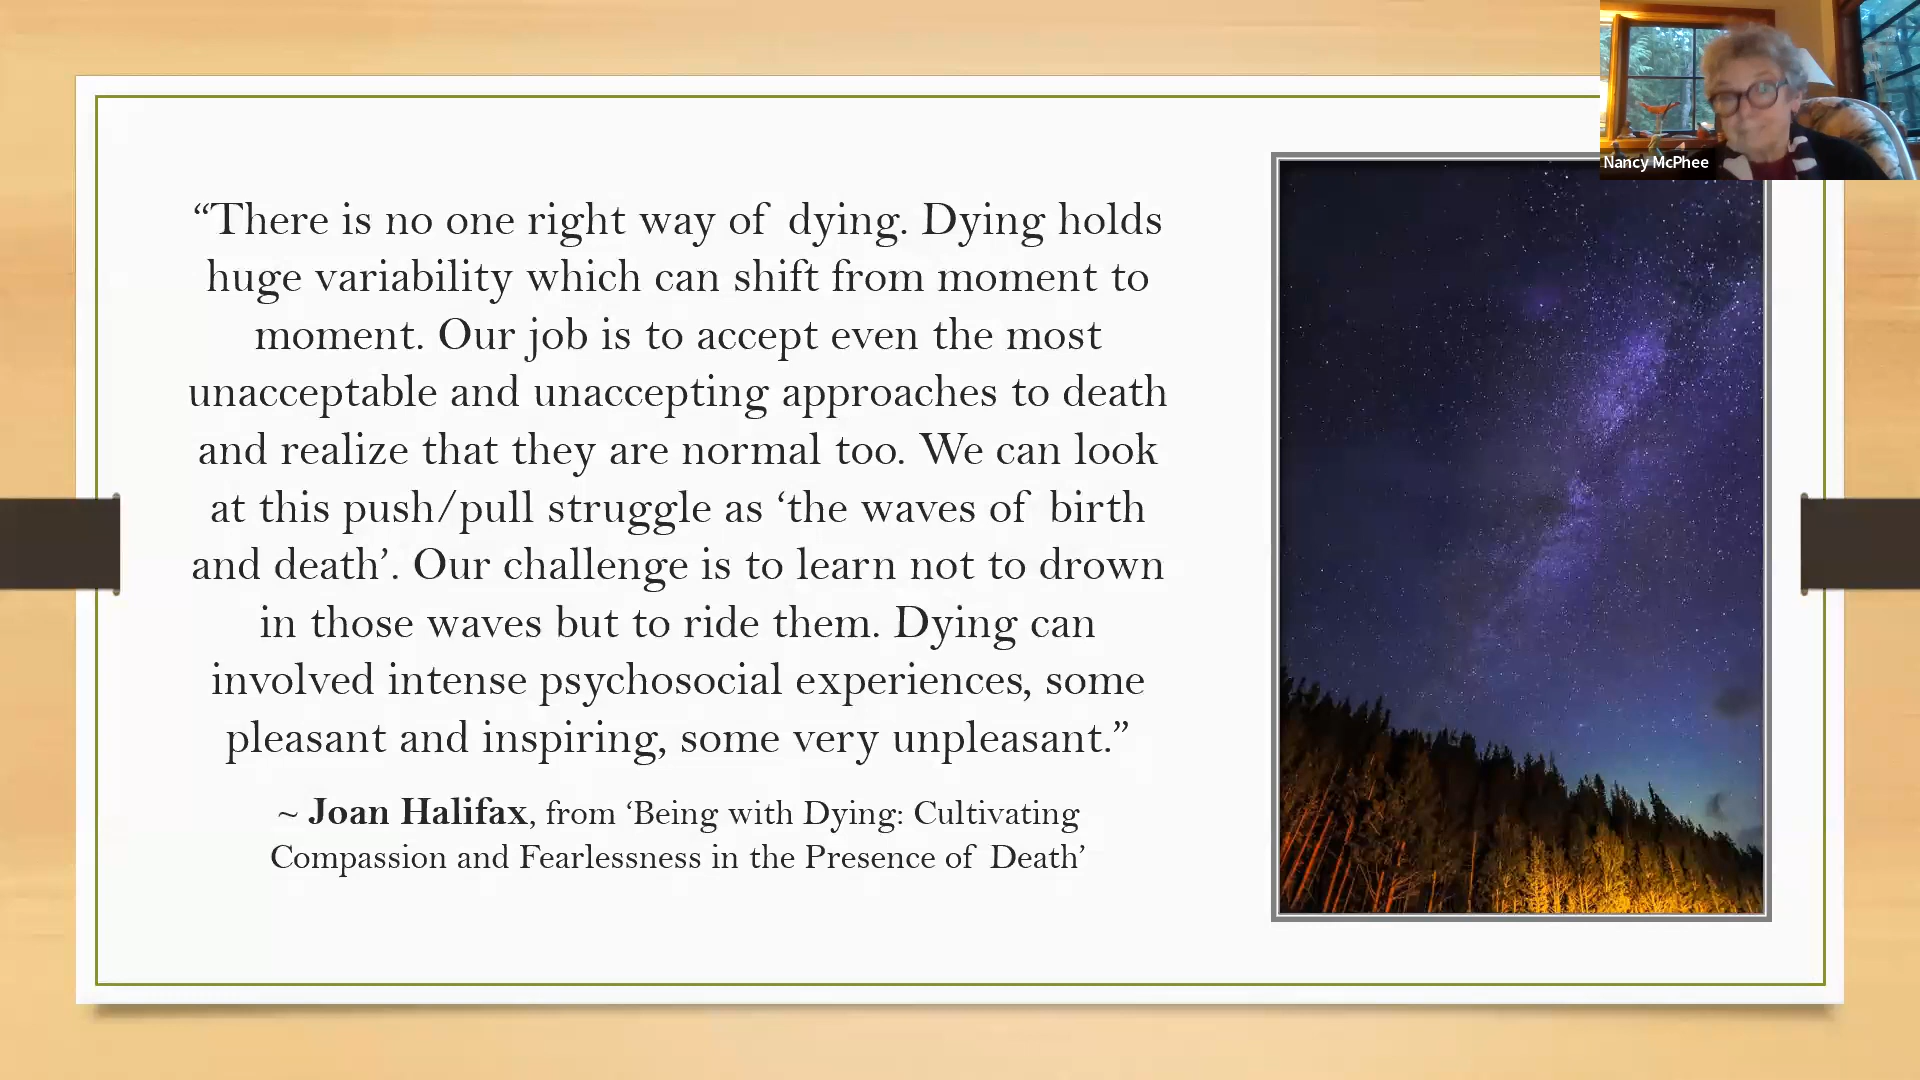 Nancy McPhee
“There is no one right way of dying. Dying holds
huge variability which can shift from moment to
moment. Our job is to accept even the most
unacceptable and unaccepting approaches to death
and realize that they are normal too. We can look
at this push/pull struggle as ‘the waves of birth
and death’. Our challenge is to learn not to drown
in those waves but to ride them. Dying can
involved intense psychosocial experiences, some
pleasant and inspiring, some very unpleasant.”
~ Joan Halifax, from ‘Being with Dying: Cultivating
Compassion and Fearlessness in the Presence of Death’